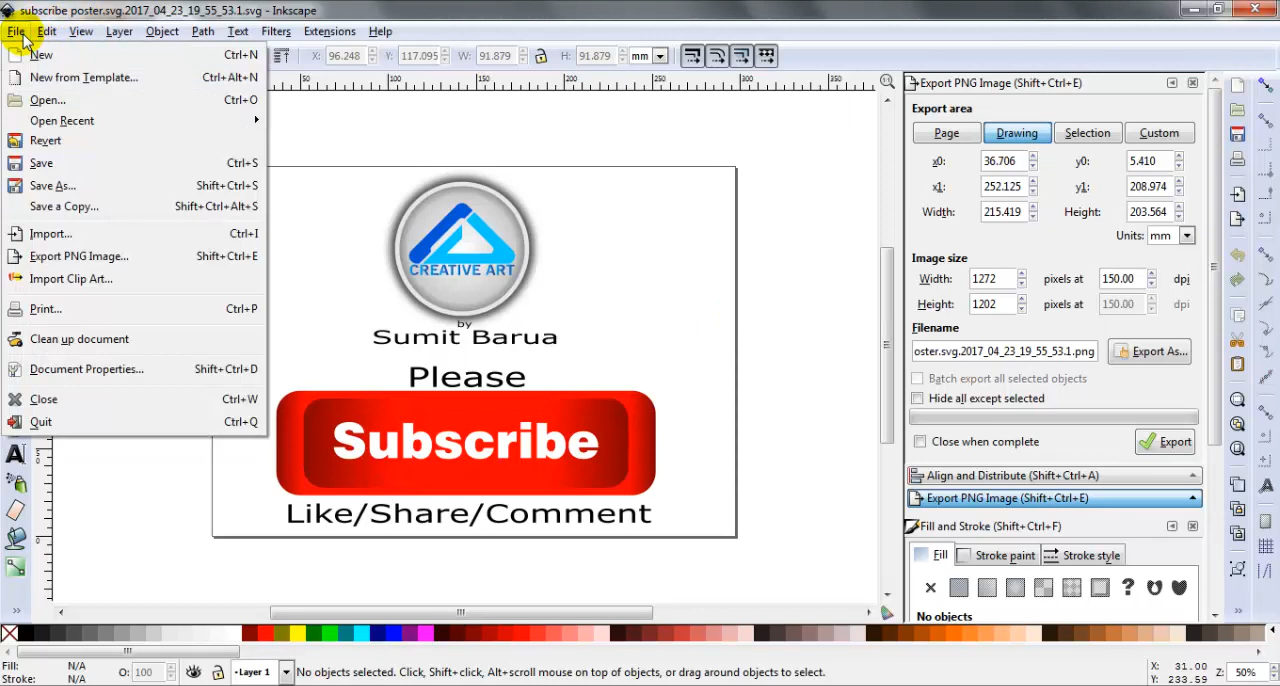 subscribe poster.svg.2017_04_23_19_55_53.1.svg - Inkscape
File Edit View Layer Object Path Text Filters Extensions Help
New Ctrl+N
New from Template... Ctrl+Alt+N
Open... Ctrl+O
Open Recent
Revert
Save Ctrl+S
Save As... Shift+Ctrl+S
Save a Copy... Shift+Ctrl+Alt+S
Import... Ctrl+I
Export PNG Image... Shift+Ctrl+E
Import Clip Art...
Print... Ctrl+P
Clean up document
Document Properties... Shift+Ctrl+D
Close Ctrl+W
Quit Ctrl+Q
X: 96.248 Y: 117.095 W: 91.879 H: 91.879 mm
50 100 150 200 250 300 350
CREATIVE ART
by
Sumit Barua
Please
Subscribe
Like/Share/Comment
Export PNG Image (Shift+Ctrl+E)
Export area
Page Drawing Selection Custom
x0: 36.706 y0: 5.410
x1: 252.125 y1: 208.974
Width: 215.419 Height: 203.564
Units: mm
Image size
Width: 1272 pixels at 150.00 dpi
Height: 1202 pixels at 150.00 dpi
Filename
oster.svg.2017_04_23_19_55_53.1.png Export As...
Batch export all selected objects
Hide all except selected
Close when complete Export
Align and Distribute (Shift+Ctrl+A)
Export PNG Image (Shift+Ctrl+E)
Fill and Stroke (Shift+Ctrl+F)
Fill Stroke paint Stroke style
No objects
Fill: N/A
Stroke: N/A
O: 100
Layer 1
No objects selected. Click, Shift+click, Alt+scroll mouse on top of objects, or drag around objects to select.
X: 31.00
Y: 233.59
Z: 50%